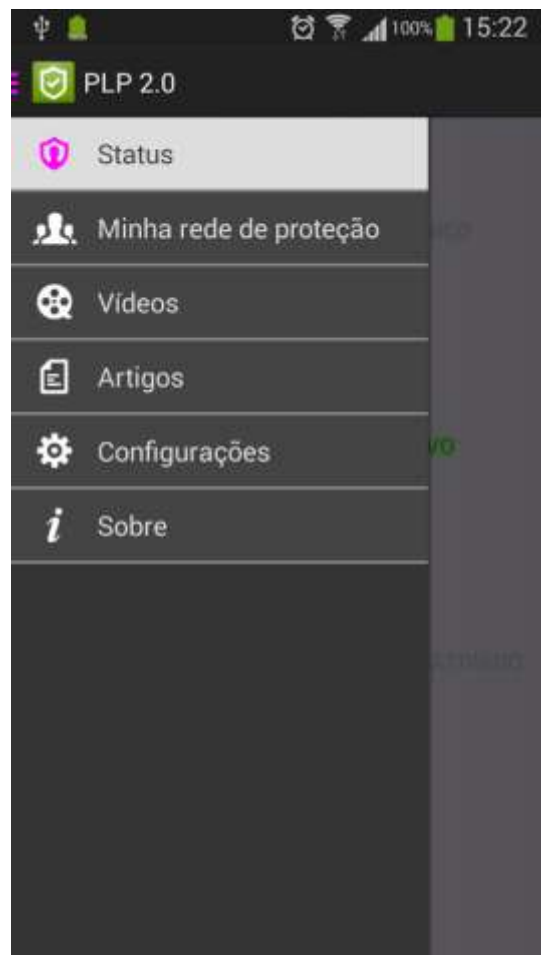 100% 15:22
PLP 2.0
Status
Minha rede de proteção
Vídeos
Artigos
Configurações
Sobre